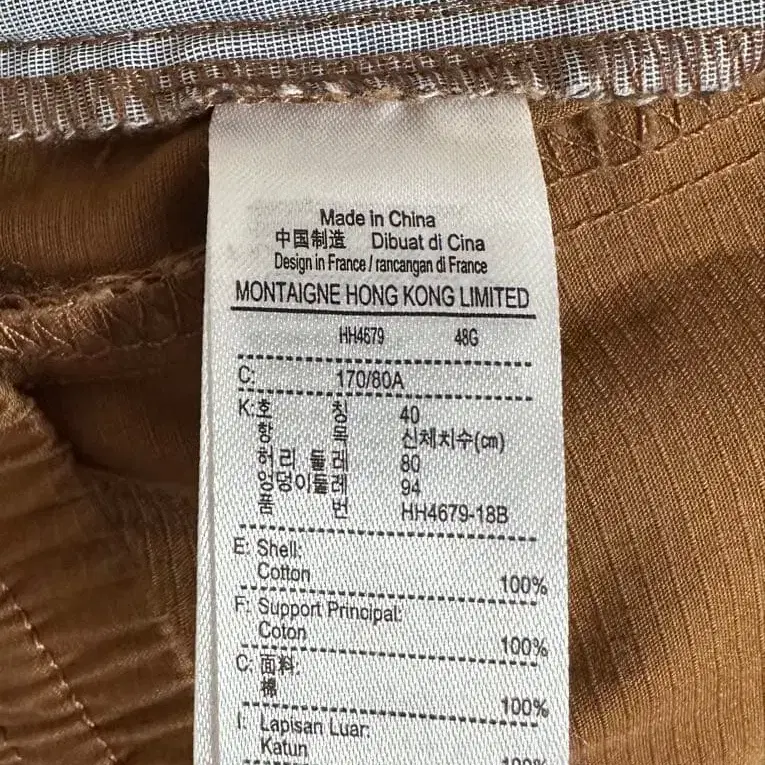 Made in China
中国制造 Dibuat di Cina
Design in France / rancangan di France
MONTAIGNE HONG KONG LIMITED
HH4679 48G
C: 170/80A
K: 호 칭 40
항 목 신체치수(cm)
허리 둘레 80
엉덩이둘레 94
품 번 HH4679-18B
E: Shell:
Cotton 100%
F: Support Principal:
Coton 100%
C: 面料:
棉 100%
I: Lapisan Luar:
Katun 100%